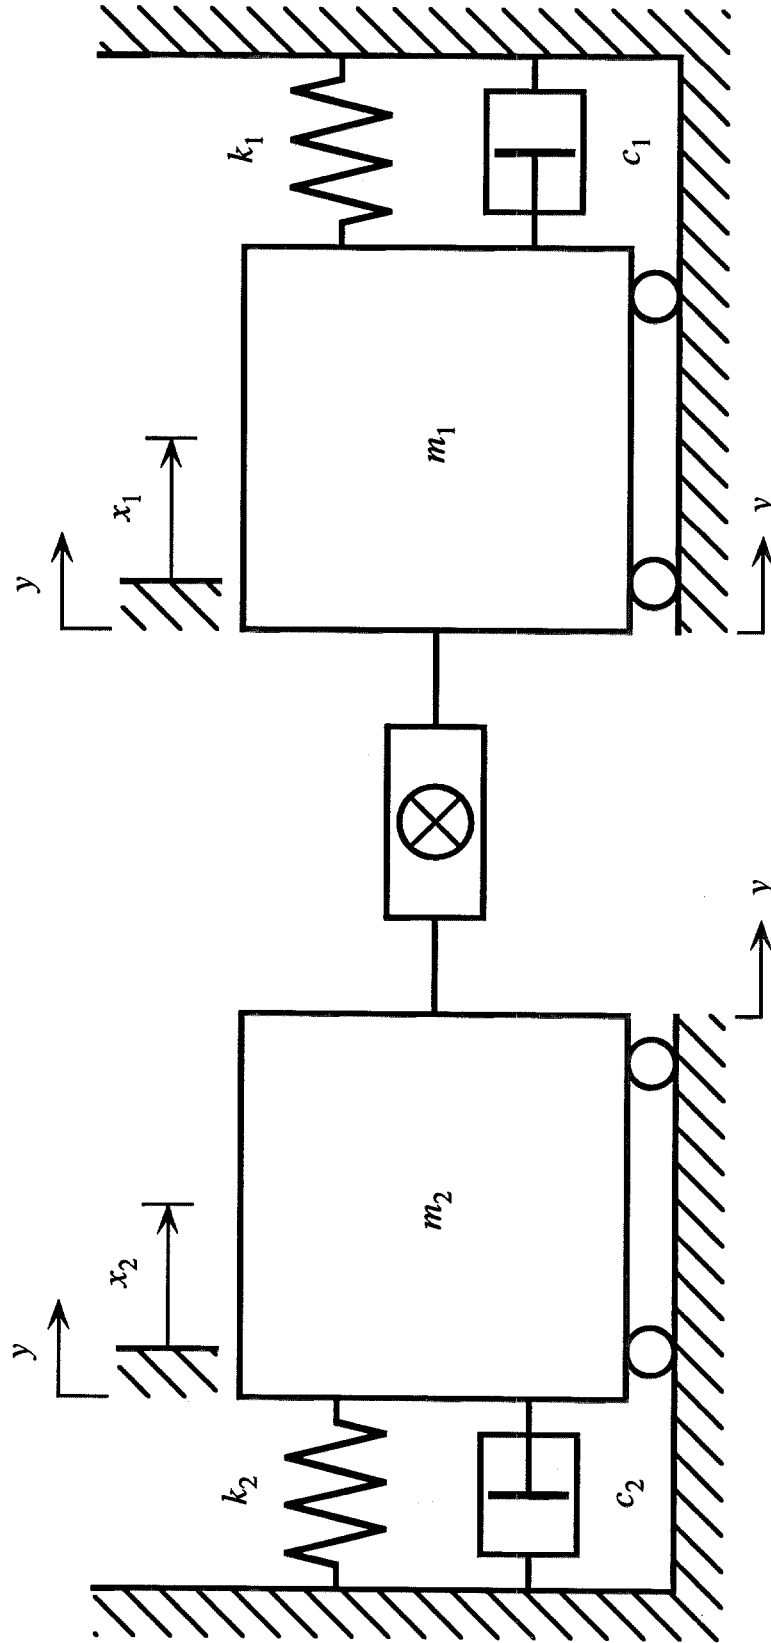 y y
x₂ x₁
k₂ k₁
m₂ m₁
c₂ c₁
y y